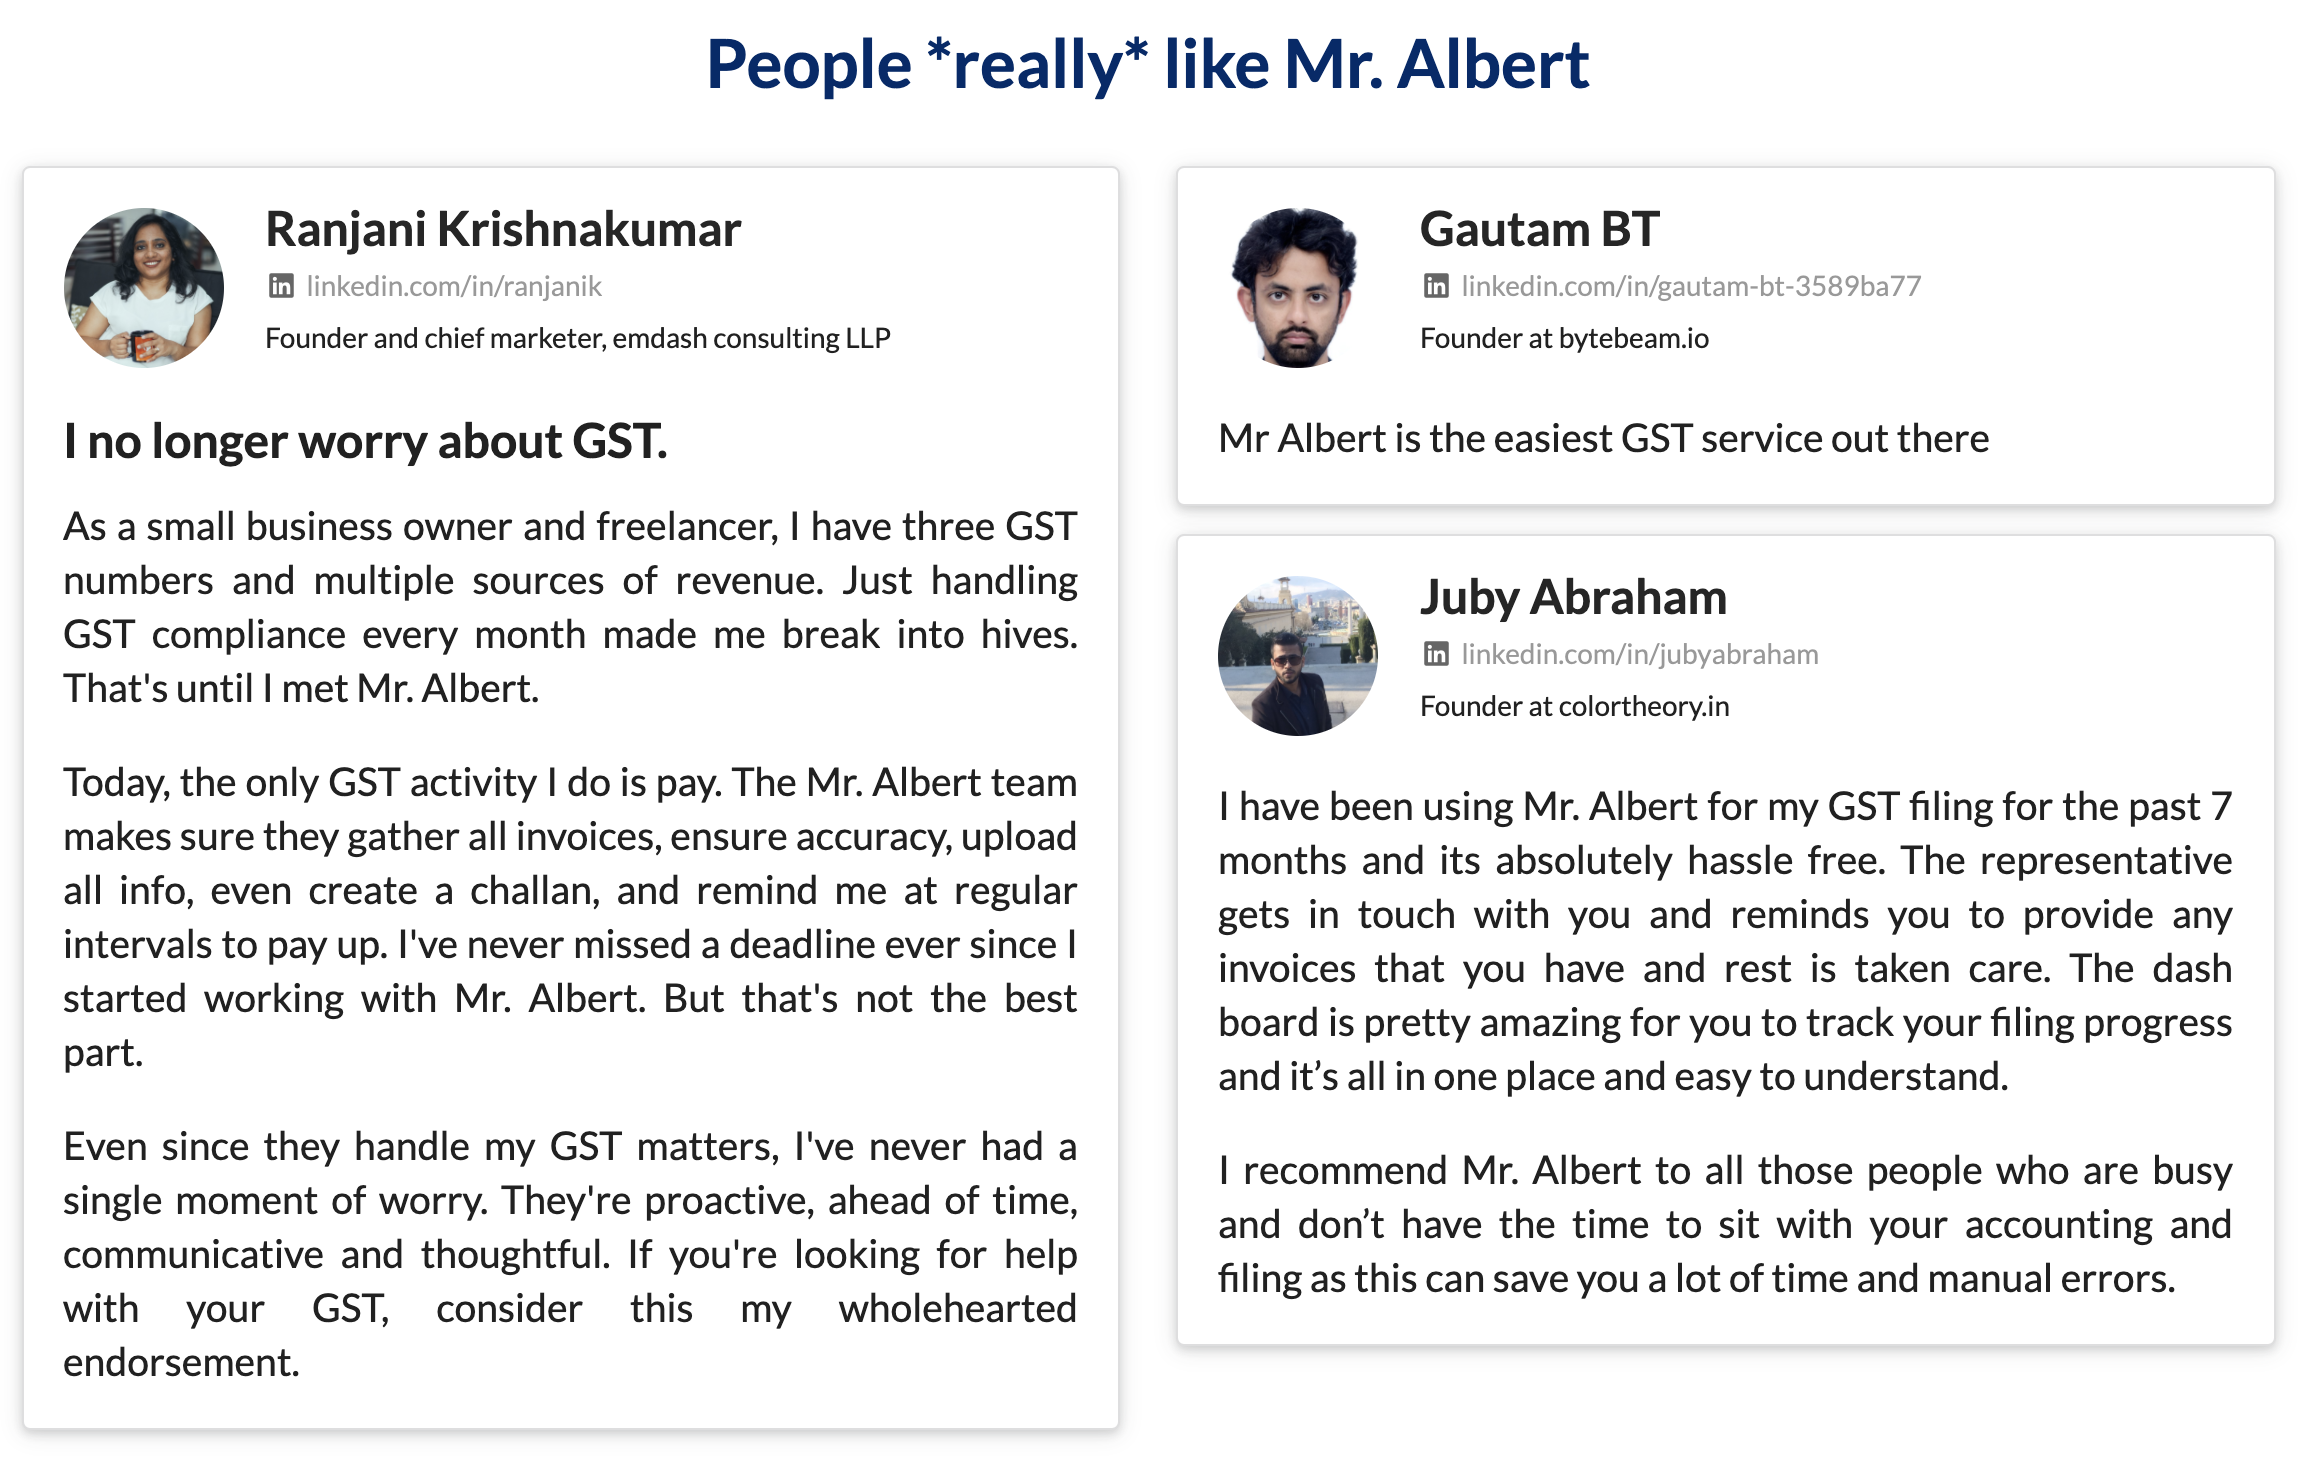 People *really* like Mr. Albert
Ranjani Krishnakumar
in linkedin.com/in/ranjanik
Founder and chief marketer, emdash consulting LLP
I no longer worry about GST.
As a small business owner and freelancer, I have three GST
numbers and multiple sources of revenue. Just handling
GST compliance every month made me break into hives.
That's until I met Mr. Albert.
Today, the only GST activity I do is pay. The Mr. Albert team
makes sure they gather all invoices, ensure accuracy, upload
all info, even create a challan, and remind me at regular
intervals to pay up. I've never missed a deadline ever since I
started working with Mr. Albert. But that's not the best
part.
Even since they handle my GST matters, I've never had a
single moment of worry. They're proactive, ahead of time,
communicative and thoughtful. If you're looking for help
with your GST, consider this my wholehearted
endorsement.
Gautam BT
in linkedin.com/in/gautam-bt-3589ba77
Founder at bytebeam.io
Mr Albert is the easiest GST service out there
Juby Abraham
in linkedin.com/in/jubyabraham
Founder at colortheory.in
I have been using Mr. Albert for my GST filing for the past 7
months and its absolutely hassle free. The representative
gets in touch with you and reminds you to provide any
invoices that you have and rest is taken care. The dash
board is pretty amazing for you to track your filing progress
and it’s all in one place and easy to understand.
I recommend Mr. Albert to all those people who are busy
and don’t have the time to sit with your accounting and
filing as this can save you a lot of time and manual errors.